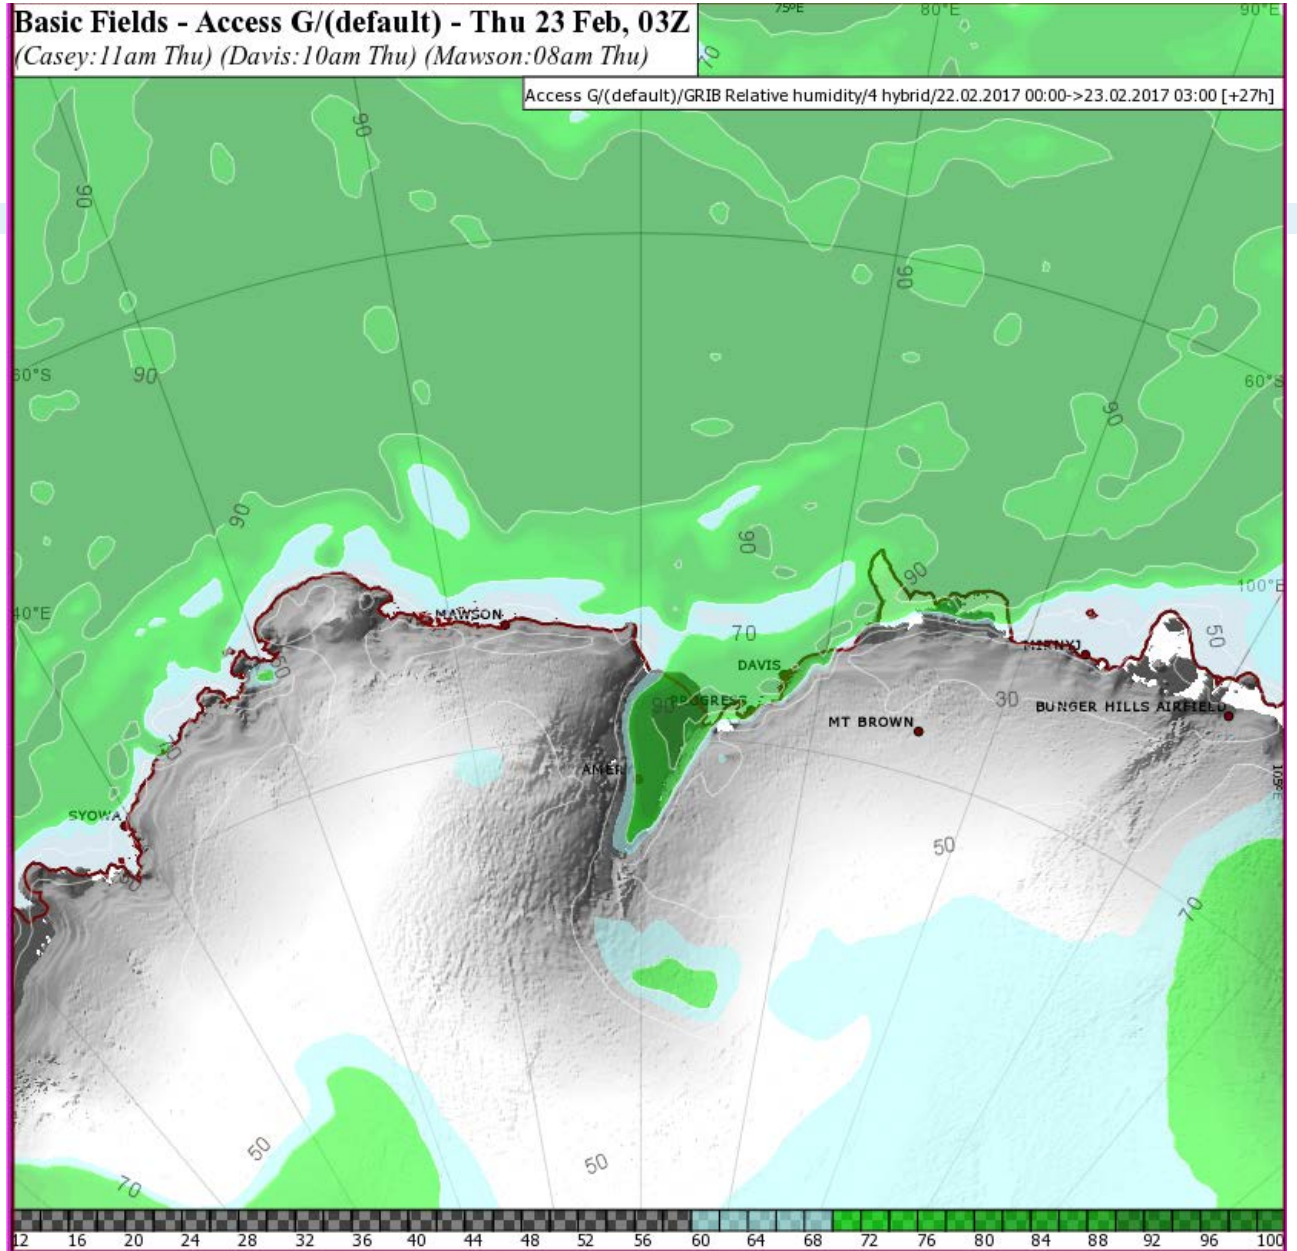 Basic Fields - Access G/(default) - Thu 23 Feb, 03Z
(Casey:11am Thu) (Davis:10am Thu) (Mawson:08am Thu)
75°E
80°E
90°E
70
Access G/(default)/GRIB Relative humidity/4 hybrid/22.02.2017 00:00->23.02.2017 03:00 [+27h]
90
90
90
60°S
90
60°S
90
90
90
90
100°E
40°E
MAWSON
70
50
MIRNYJ
50
DAVIS
90
PROGRESS
30
BUNGER HILLS AIRFIELD
MT BROWN
AMERY
105°E
SYOWA
50
70
50
50
70
12 16 20 24 28 32 36 40 44 48 52 56 60 64 68 72 76 80 84 88 92 96 100